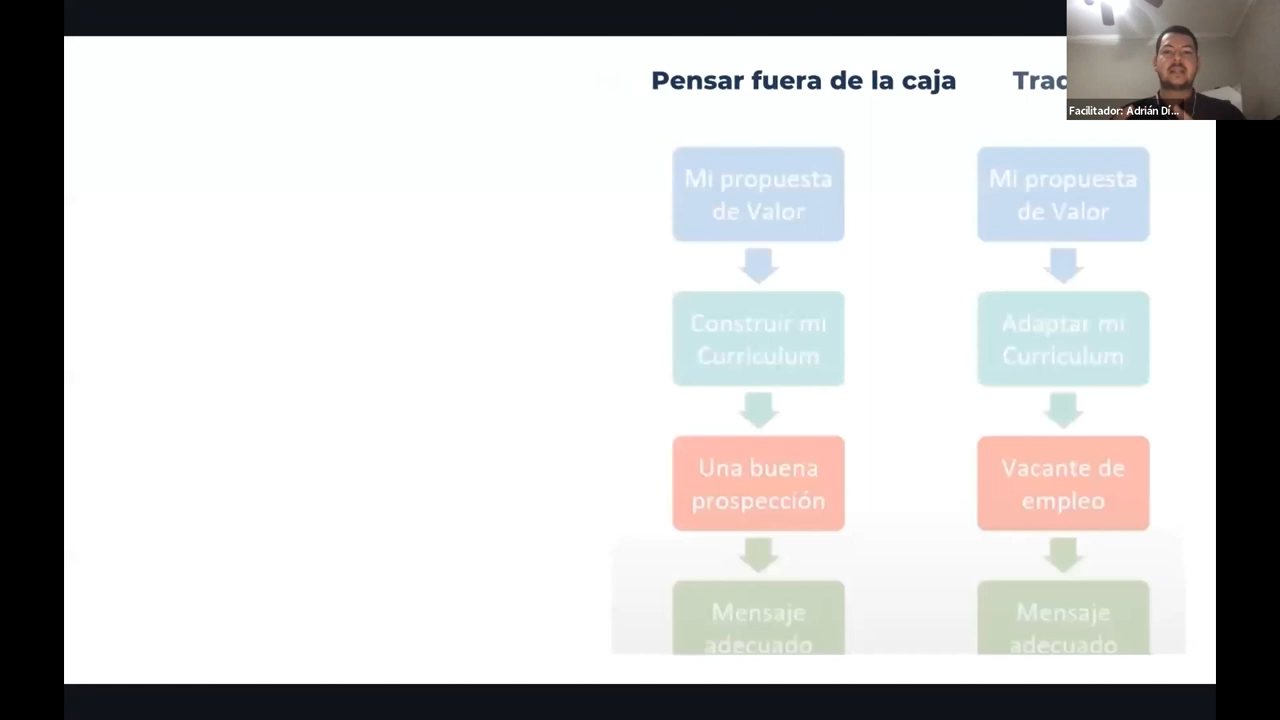 Pensar fuera de la caja
Mi propuesta
de Valor
Construir mi
Curriculum
Una buena
prospección
Mensaje
adecuado
Mi propuesta
de Valor
Adaptar mi
Curriculum
Vacante de
empleo
Mensaje
adecuado
Facilitador: Adrián Dí...